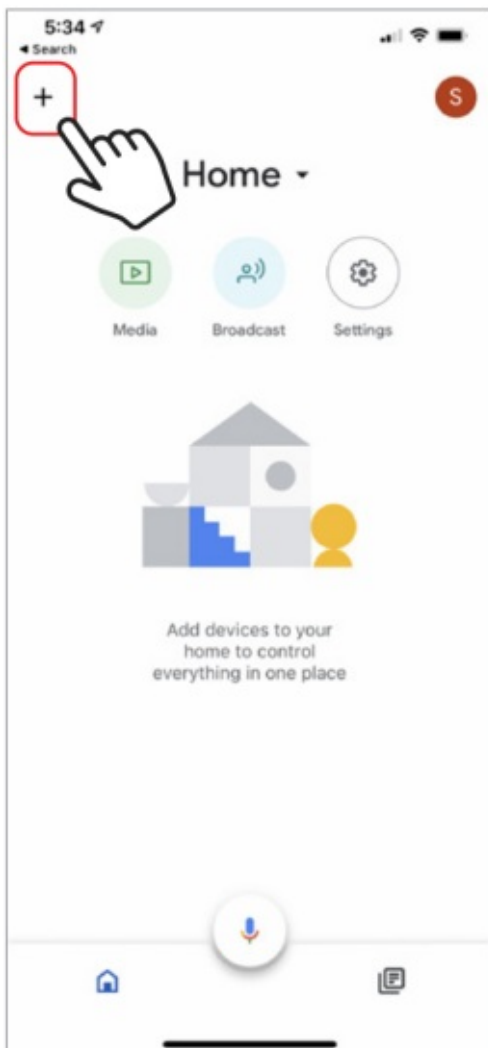 5:34
Search
+
S
Home
Media Broadcast Settings
Add devices to your
home to control
everything in one place